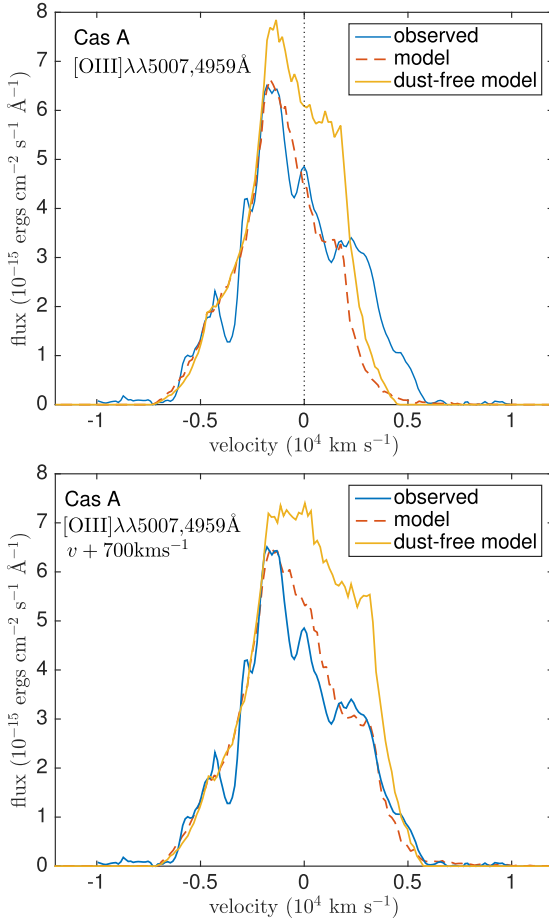 8
7
6
5
4
3
2
1
0
flux (10⁻¹⁵ ergs cm⁻² s⁻¹ Å⁻¹)
Cas A
[OIII]λλ5007,4959Å
observed
model
dust-free model
-1 -0.5 0 0.5 1
velocity (10⁴ km s⁻¹)
8
7
6
5
4
3
2
1
0
flux (10⁻¹⁵ ergs cm⁻² s⁻¹ Å⁻¹)
Cas A
[OIII]λλ5007,4959Å
v + 700kms⁻¹
observed
model
dust-free model
-1 -0.5 0 0.5 1
velocity (10⁴ km s⁻¹)